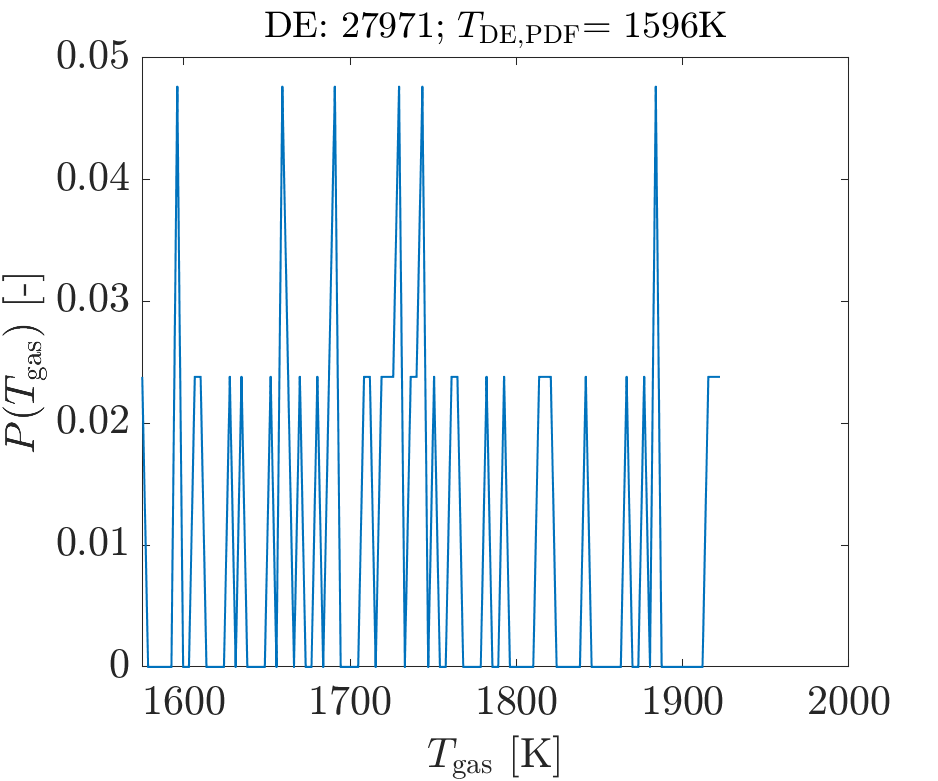 DE: 27971; T_DE,PDF= 1596K
0.05
0.04
0.03
0.02
0.01
0
P(T_gas) [-]
1600 1700 1800 1900 2000
T_gas [K]